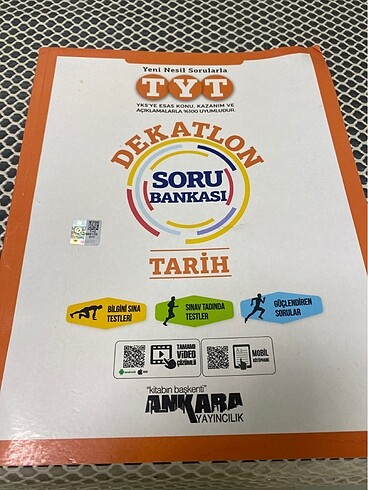 Yeni Nesil Sorularla
TYT
YKS'YE ESAS KONU, KAZANIM VE
AÇIKLAMALARLA %100 UYUMLUDUR.
DEKATLON
SORU
BANKASI
TARİH
BİLGİNİ SINA
TESTLERİ
SINAV TADINDA
TESTLER
GÜÇLENDİREN
SORULAR
TAMAMI
VİDEO
ÇÖZÜMLÜ
MOBİL
KÜTÜPHANE
android
"kitabın başkenti"
ANKARA
YAYINCILIK